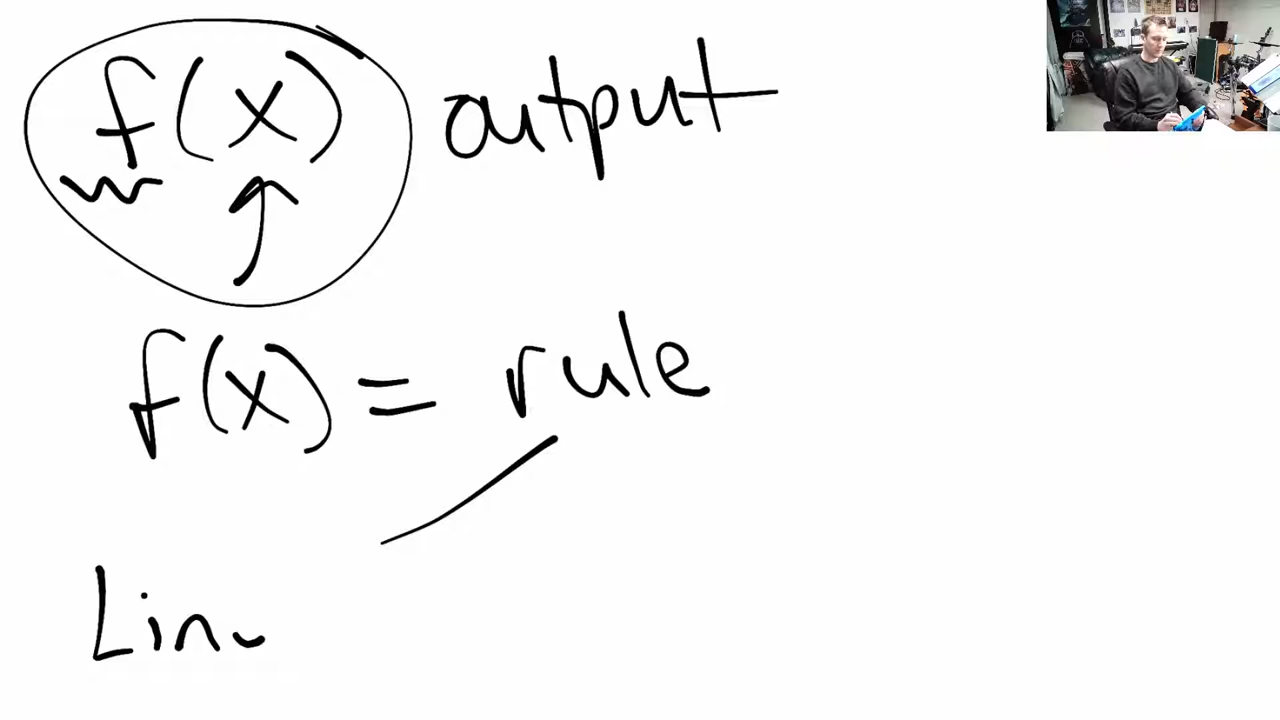 f(x) output
f(x) = rule
Lin